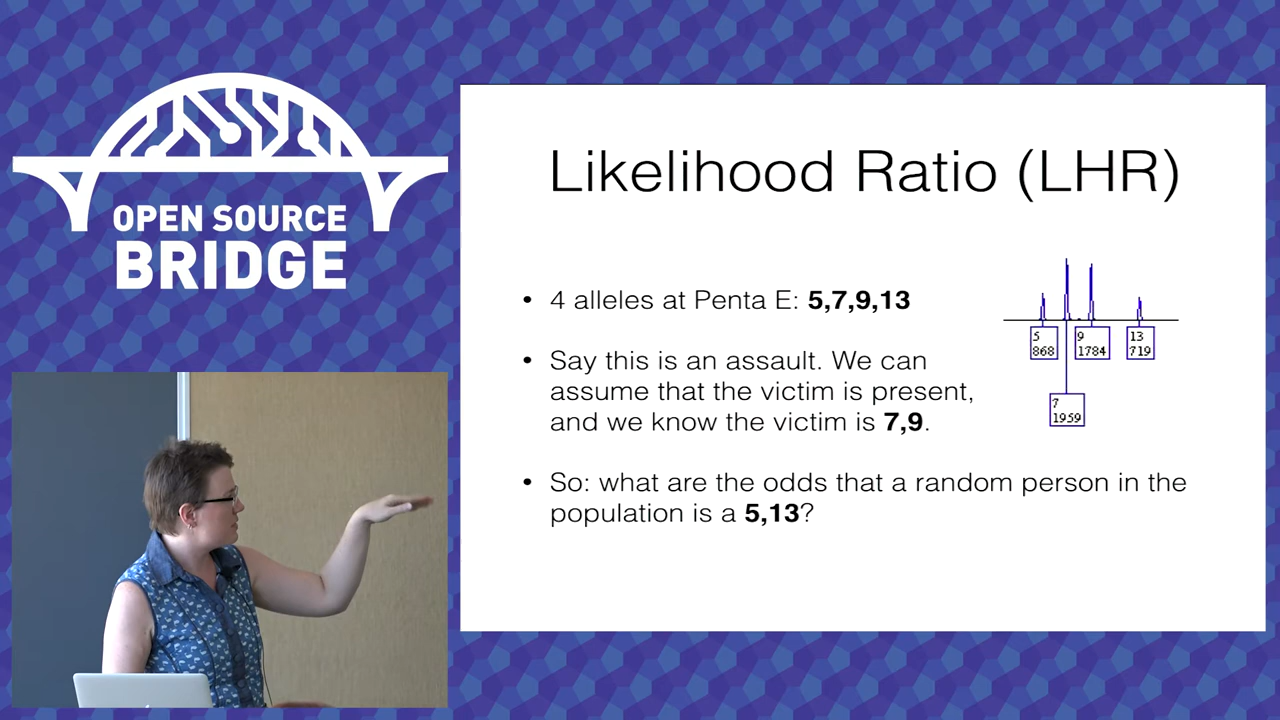 OPEN SOURCE
BRIDGE
Likelihood Ratio (LHR)
• 4 alleles at Penta E: 5,7,9,13
• Say this is an assault. We can
assume that the victim is present,
and we know the victim is 7,9.
• So: what are the odds that a random person in the
population is a 5,13?
5
868
9
1784
13
719
7
1959